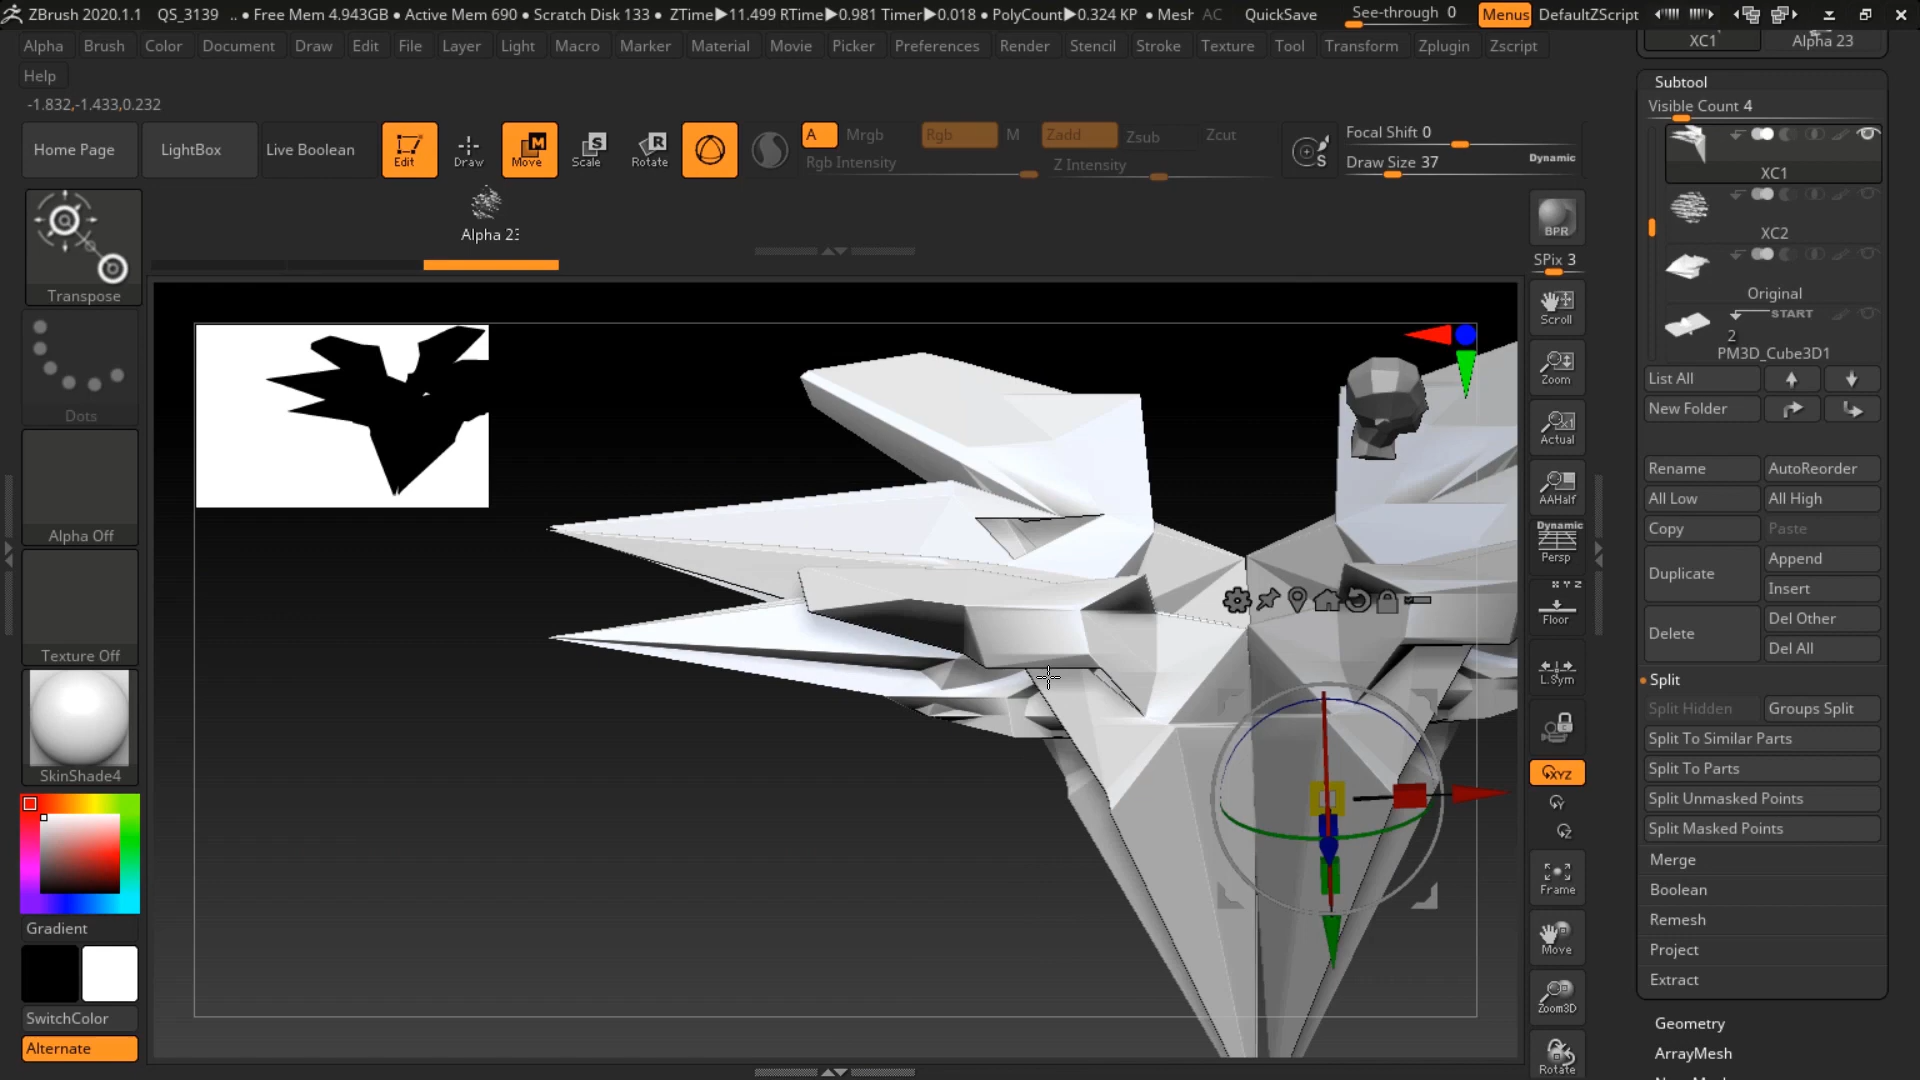 ZBrush 2020.1.1 QS_3139 .. ● Free Mem 4.943GB ● Active Mem 690 ● Scratch Disk 133 ● ZTime▶11.499 RTime▶0.981 Timer▶0.018 ● PolyCount▶0.324 KP ● Mesh AC QuickSave See-through 0 Menus DefaultZScript
Alpha Brush Color Document Draw Edit File Layer Light Macro Marker Material Movie Picker Preferences Render Stencil Stroke Texture Tool Transform Zplugin Zscript
Help
-1.832,-1.433,0.232
Home Page LightBox Live Boolean Edit Draw Move Scale Rotate
A Mrgb Rgb M Zadd Zsub Zcut
Rgb Intensity Z Intensity
Focal Shift 0
Draw Size 37 Dynamic
Transpose
Dots
Alpha Off
Texture Off
SkinShade4
Gradient
SwitchColor
Alternate
Alpha 23
BPR
SPix 3
Scroll
Zoom
Actual
AAHalf
Dynamic
Persp
X Y Z
Floor
L.Sym
XYZ
Y
Z
Frame
Move
Zoom3D
Rotate
XC1 Alpha 23
Subtool
Visible Count 4
XC1
XC2
Original
START
2
PM3D_Cube3D1
List All
New Folder
Rename AutoReorder
All Low All High
Copy Paste
Duplicate Append
Insert
Delete Del Other
Del All
Split
Split Hidden Groups Split
Split To Similar Parts
Split To Parts
Split Unmasked Points
Split Masked Points
Merge
Boolean
Remesh
Project
Extract
Geometry
ArrayMesh